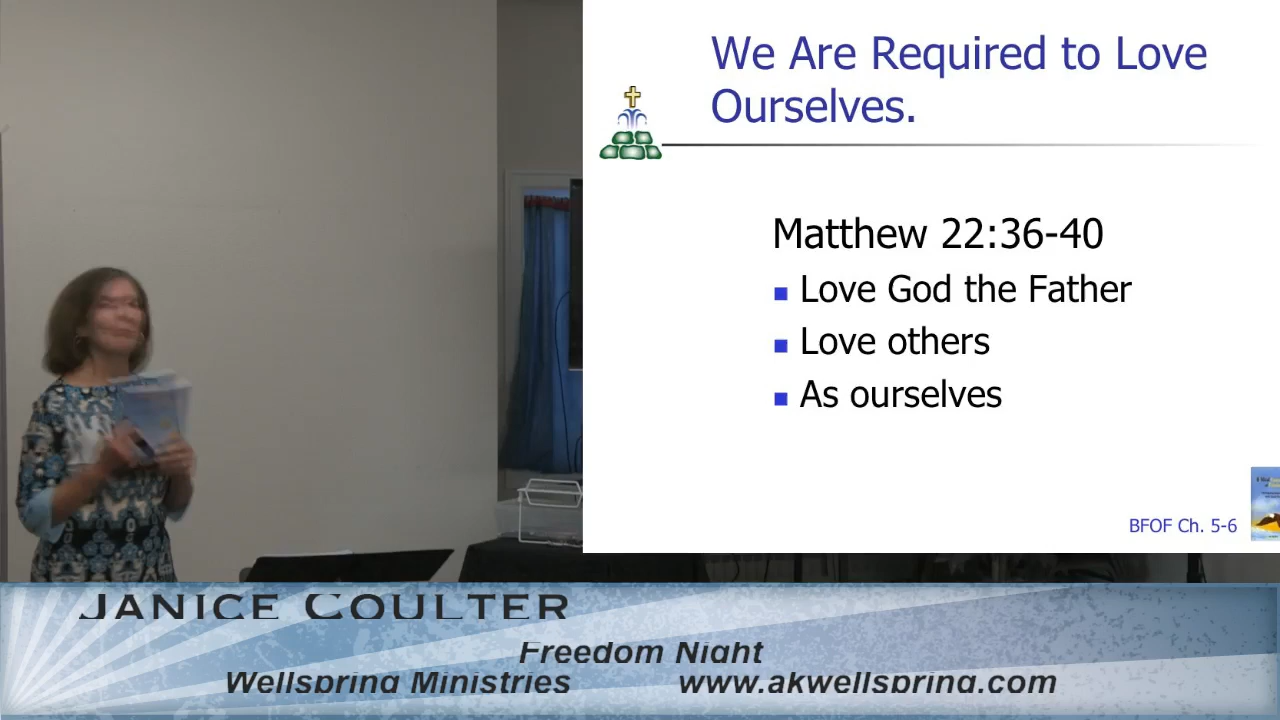 We Are Required to Love
Ourselves.
Matthew 22:36-40
Love God the Father
Love others
As ourselves
BFOF Ch. 5-6
JANICE COULTER
Freedom Night
Wellspring Ministries www.akwellspring.com